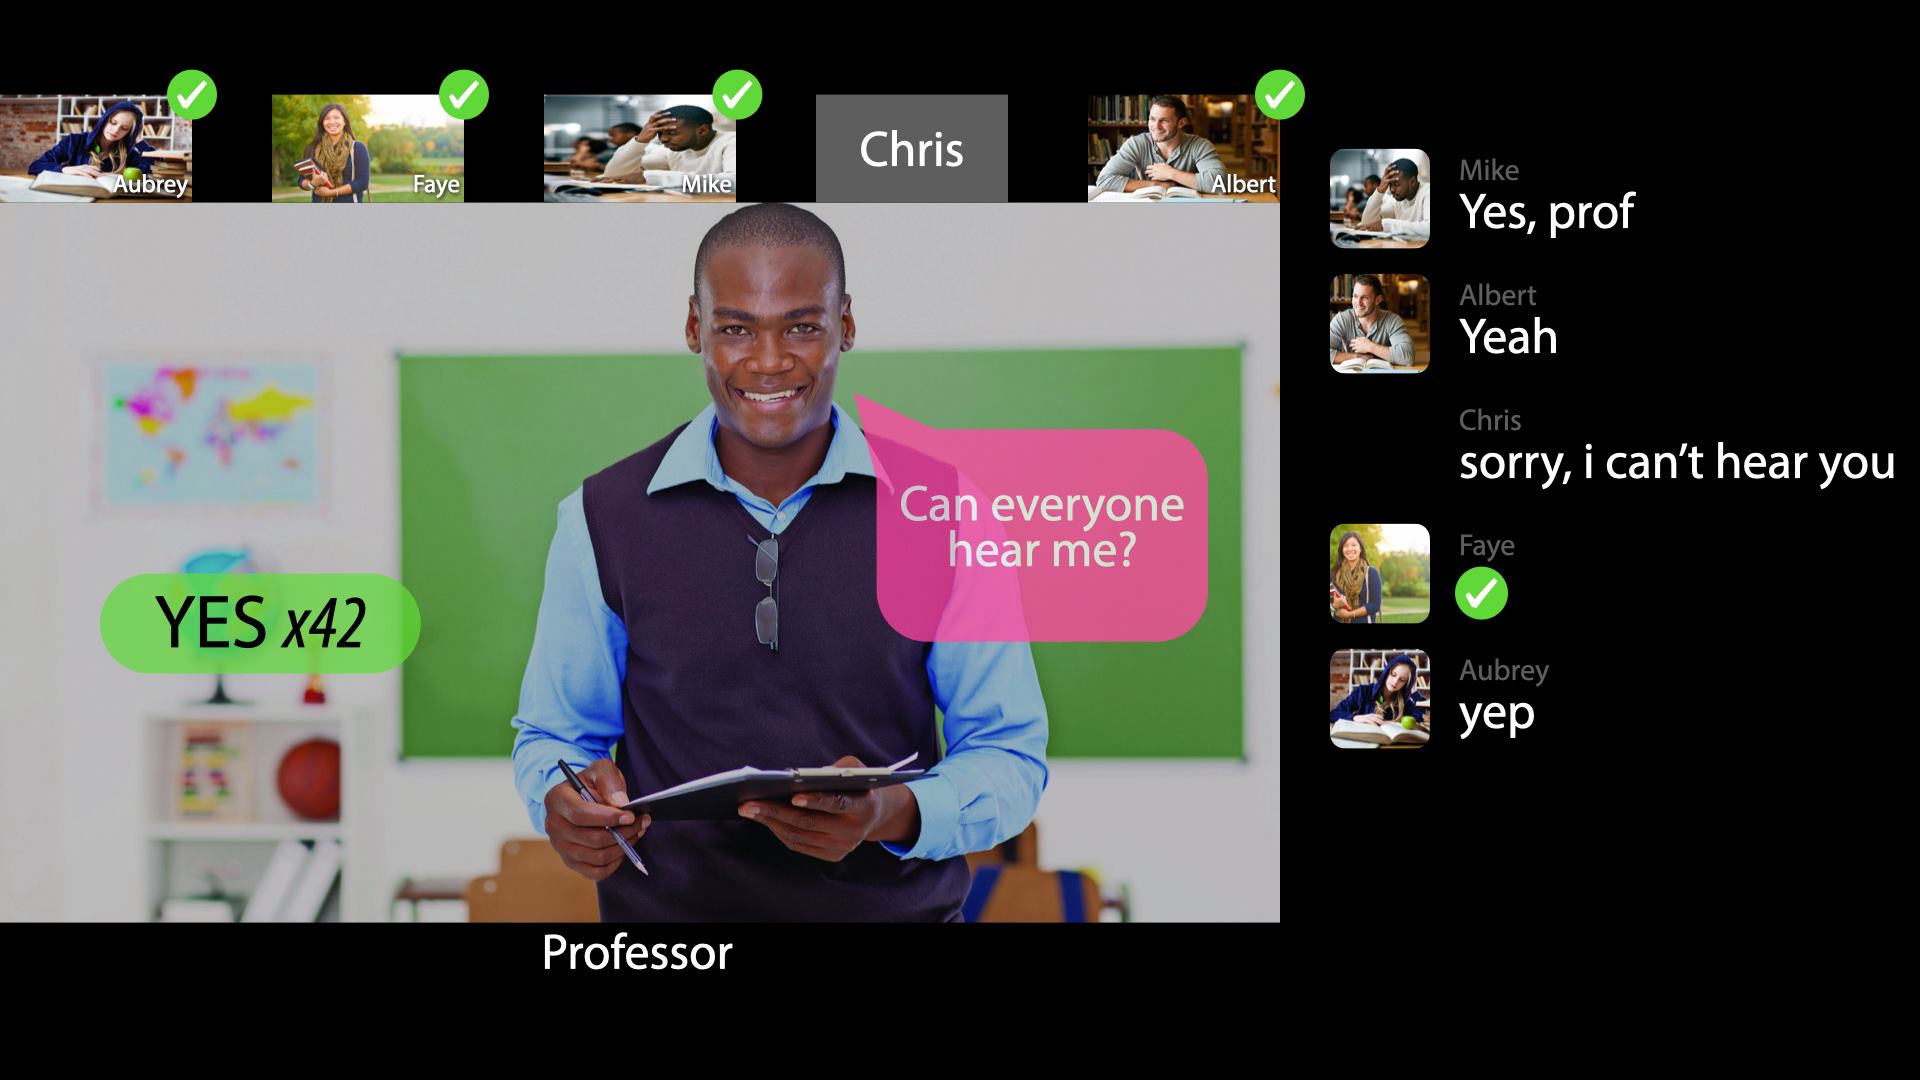 Aubrey
Faye
Mike
Chris
Albert
Can everyone
hear me?
YES x42
Professor
Mike
Yes, prof
Albert
Yeah
Chris
sorry, i can’t hear you
Faye
Aubrey
yep